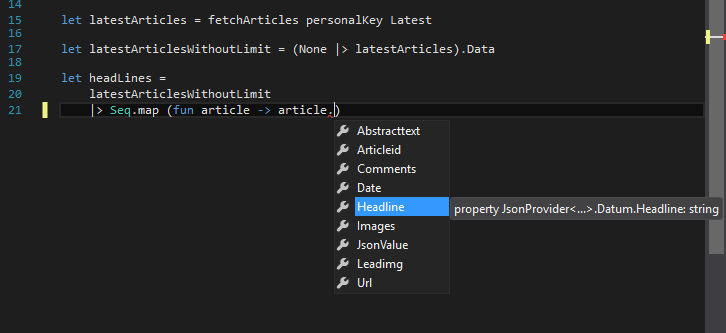 14
15 let latestArticles = fetchArticles personalKey Latest
16
17 let latestArticlesWithoutLimit = (None |> latestArticles).Data
18
19 let headLines =
20 latestArticlesWithoutLimit
21 |> Seq.map (fun article -> article.)
Abstracttext
Articleid
Comments
Date
Headline property JsonProvider<...>.Datum.Headline: string
Images
JsonValue
Leadimg
Url